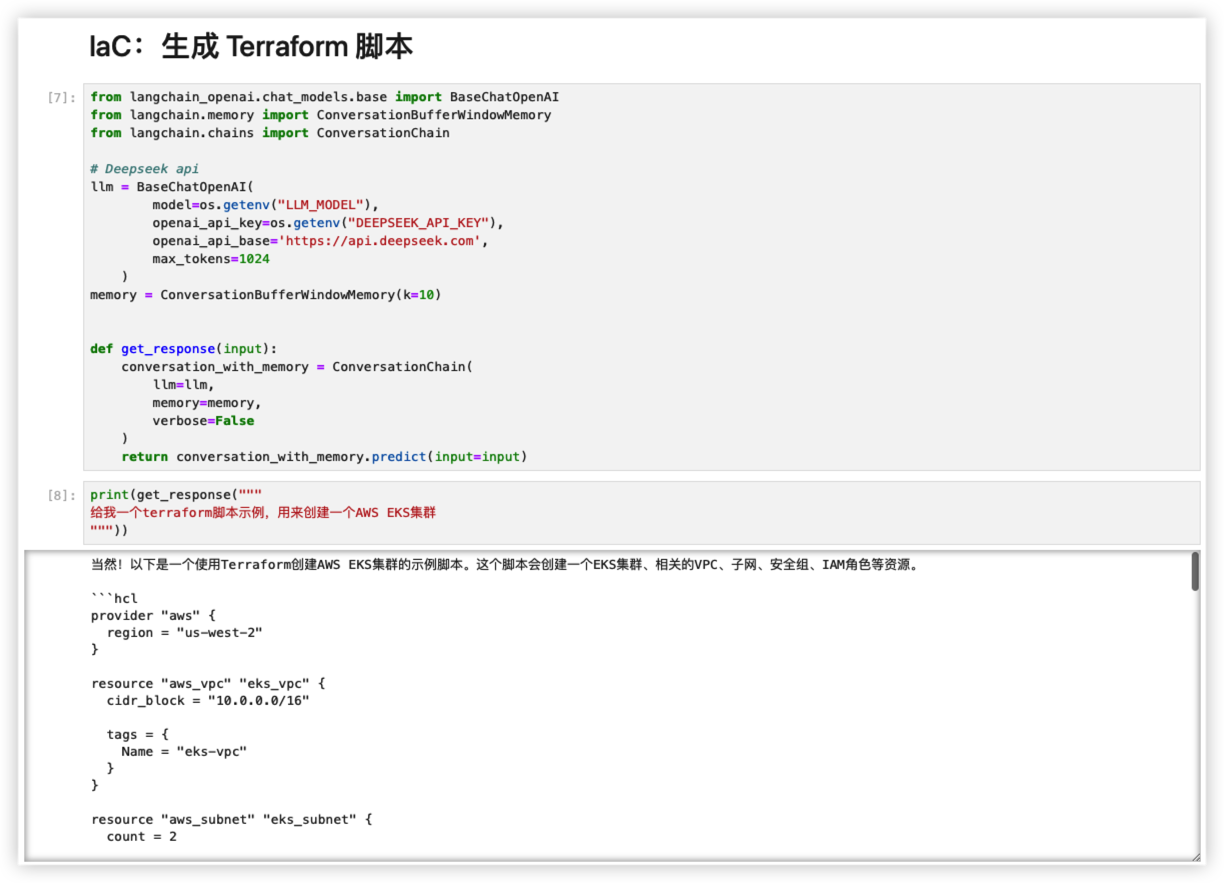 IaC：生成 Terraform 脚本
[7]:
from langchain_openai.chat_models.base import BaseChatOpenAI
from langchain.memory import ConversationBufferWindowMemory
from langchain.chains import ConversationChain
# Deepseek api
llm = BaseChatOpenAI(
        model=os.getenv("LLM_MODEL"),
        openai_api_key=os.getenv("DEEPSEEK_API_KEY"),
        openai_api_base='https://api.deepseek.com',
        max_tokens=1024
    )
memory = ConversationBufferWindowMemory(k=10)
def get_response(input):
    conversation_with_memory = ConversationChain(
        llm=llm,
        memory=memory,
        verbose=False
    )
    return conversation_with_memory.predict(input=input)
[8]:
print(get_response("""
给我一个terraform脚本示例，用来创建一个AWS EKS集群
"""))
当然！以下是一个使用Terraform创建AWS EKS集群的示例脚本。这个脚本会创建一个EKS集群、相关的VPC、子网、安全组、IAM角色等资源。
```hcl
provider "aws" {
  region = "us-west-2"
}
resource "aws_vpc" "eks_vpc" {
  cidr_block = "10.0.0.0/16"
  tags = {
    Name = "eks-vpc"
  }
}
resource "aws_subnet" "eks_subnet" {
  count = 2